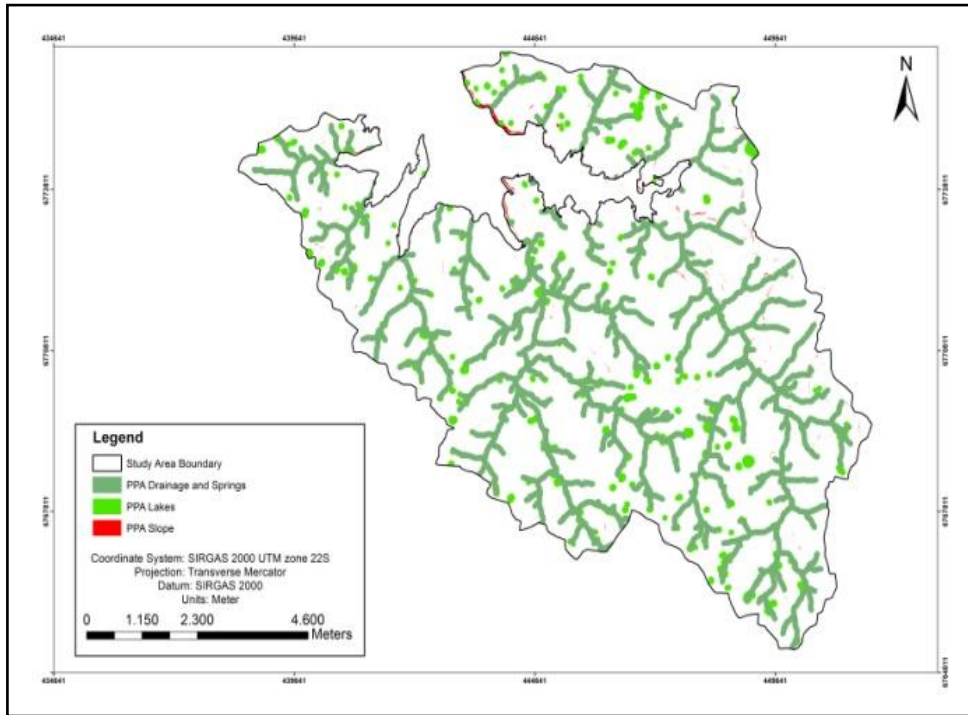 434641 439641 444641 449641
N
6773811 6773811
6770811 6770811
Legend
Study Area Boundary
PPA Drainage and Springs
PPA Lakes
PPA Slope
6767811 6767811
Coordinate System: SIRGAS 2000 UTM zone 22S
Projection: Transverse Mercator
Datum: SIRGAS 2000
Units: Meter
0 1.150 2.300 4.600
Meters
6764811
434641 439641 444641 449641